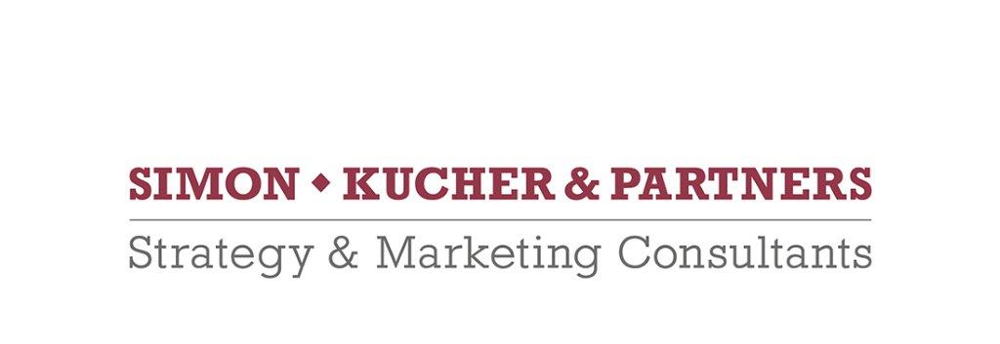 SIMON ◆ KUCHER & PARTNERS
Strategy & Marketing Consultants